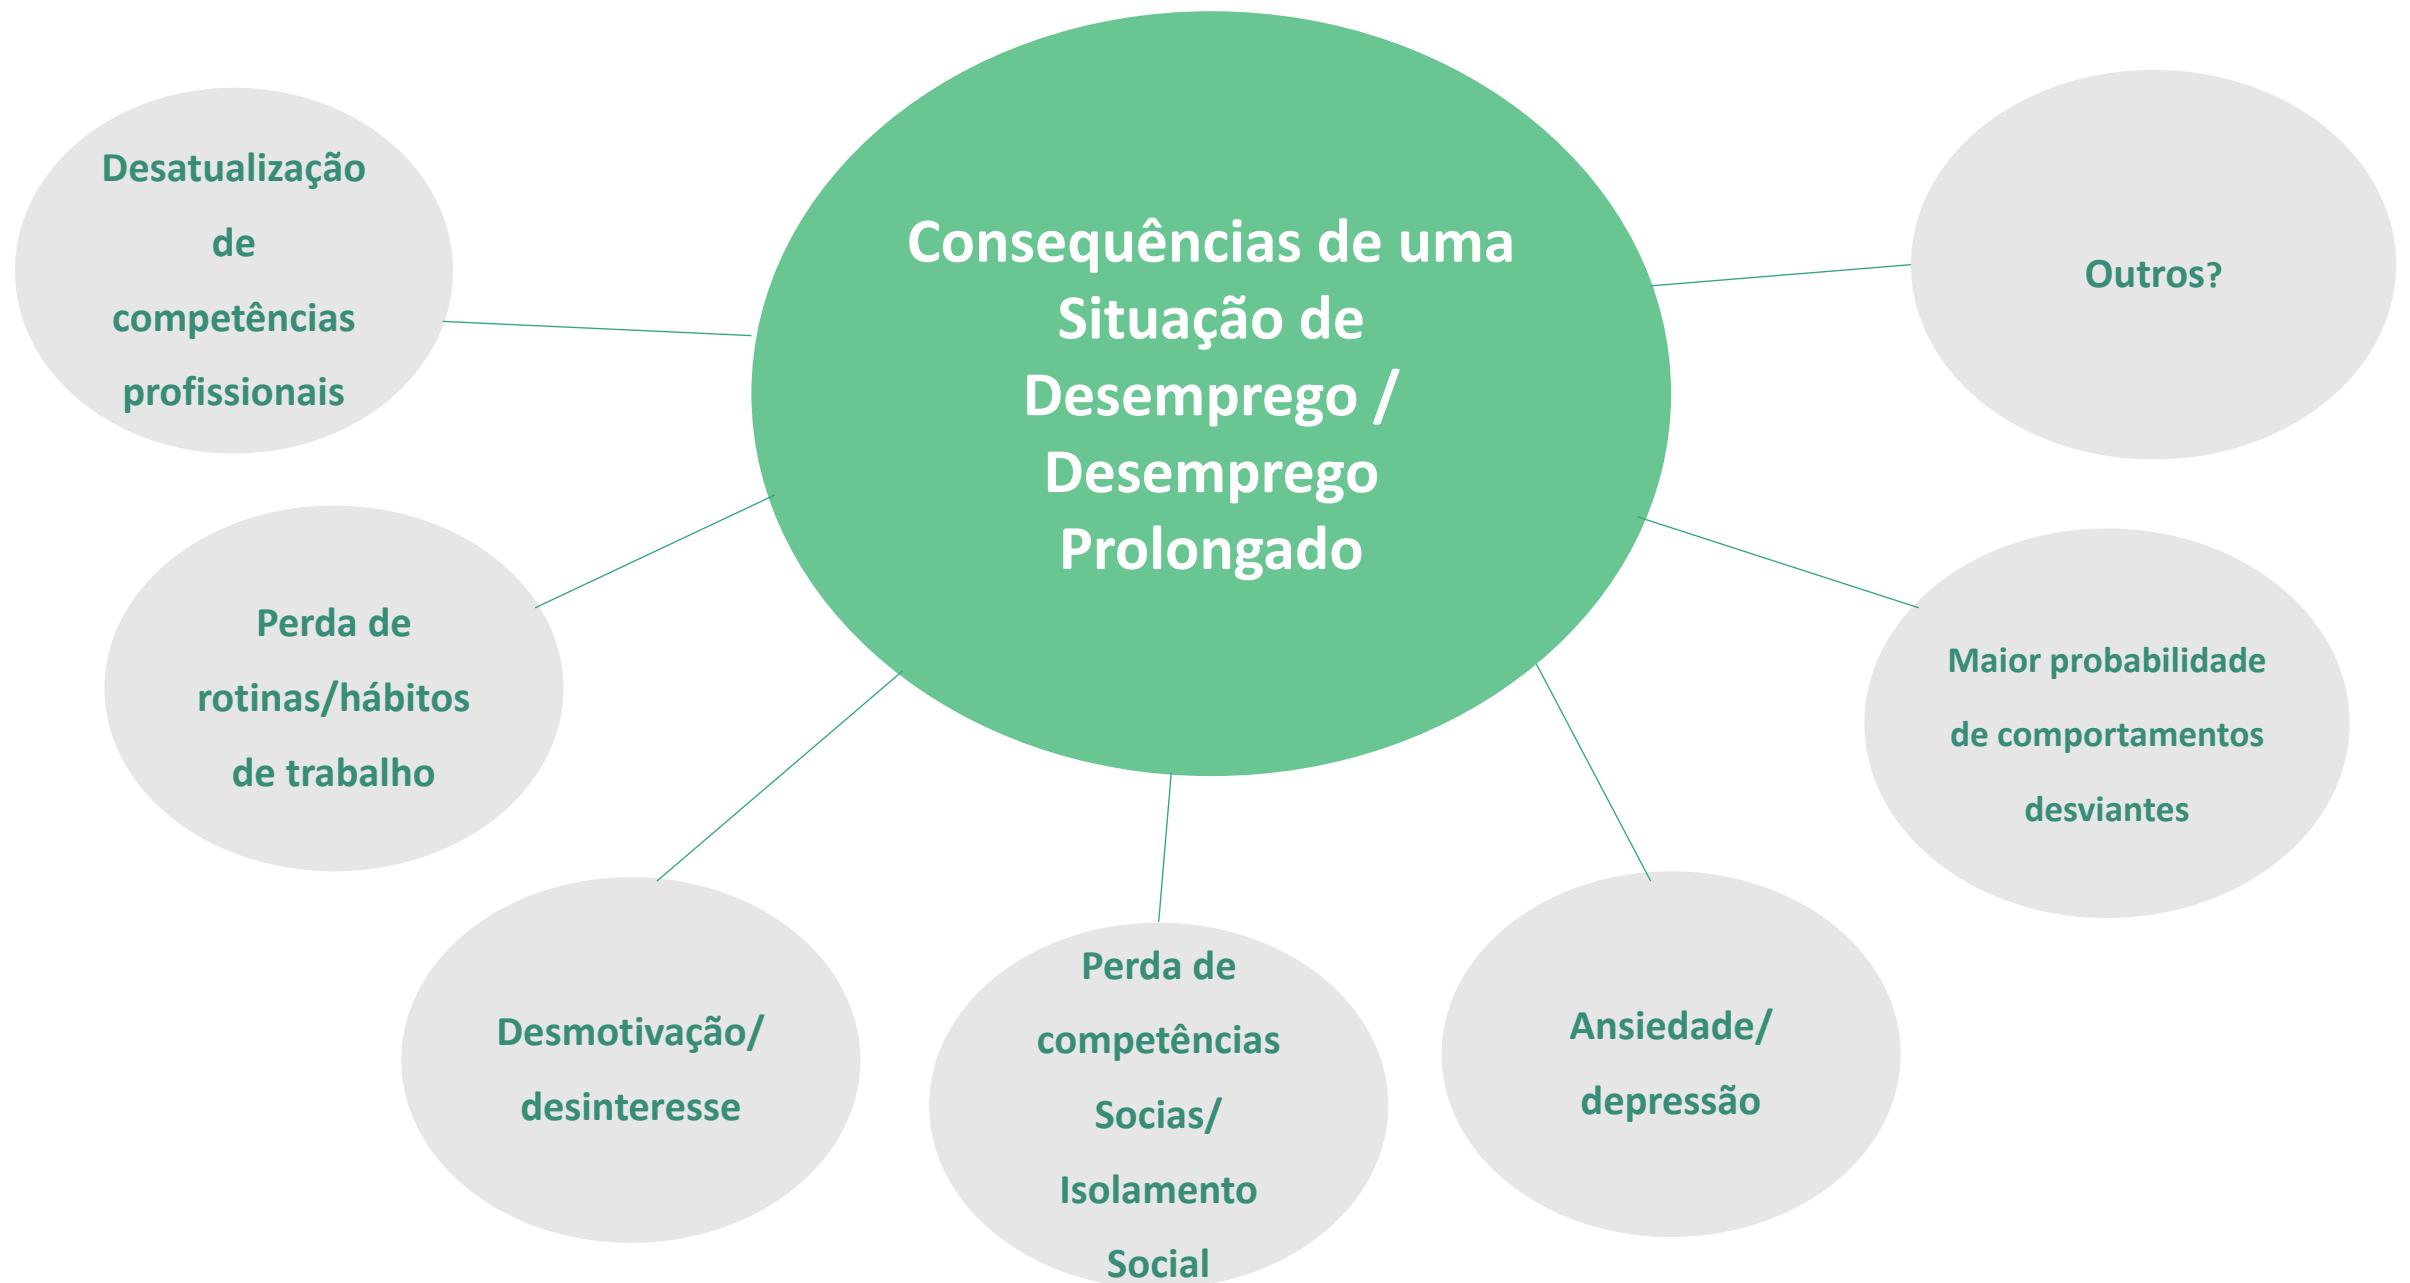 Consequências de uma
Situação de
Desemprego /
Desemprego
Prolongado
Desatualização
de
competências
profissionais
Perda de
rotinas/hábitos
de trabalho
Desmotivação/
desinteresse
Perda de
competências
Socias/
Isolamento
Social
Ansiedade/
depressão
Maior probabilidade
de comportamentos
desviantes
Outros?